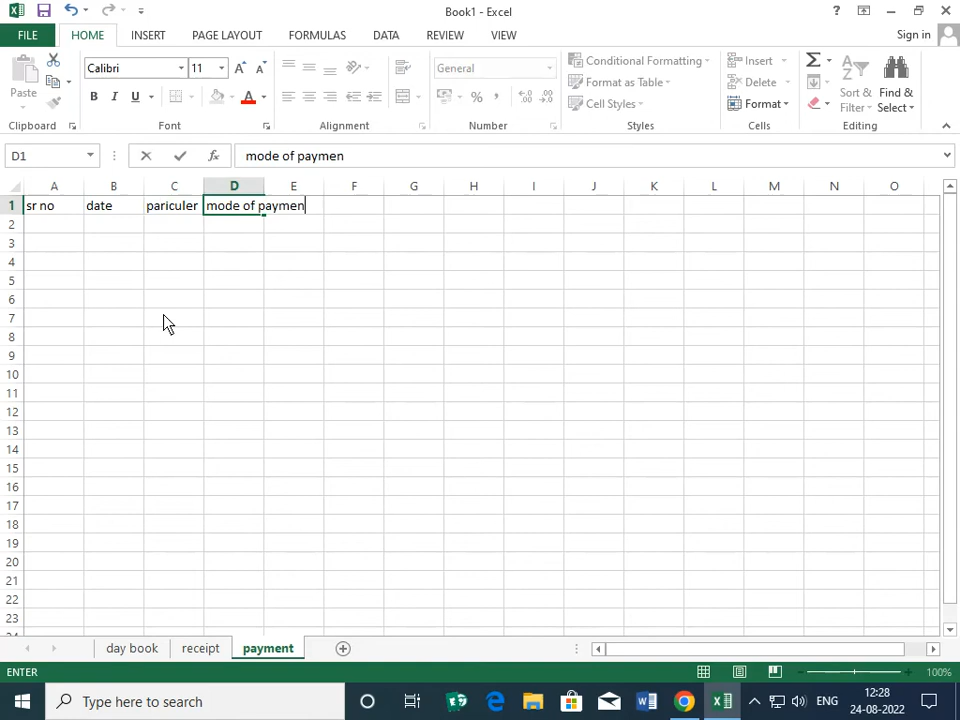 Book1 - Excel
?
Sign in
FILE HOME INSERT PAGE LAYOUT FORMULAS DATA REVIEW VIEW
Paste
Calibri 11
B I U
General
% ,
Conditional Formatting
Format as Table
Cell Styles
Insert
Delete
Format
Sort & Filter
Find & Select
Clipboard Font Alignment Number Styles Cells Editing
D1 fx mode of paymen
A B C D E F G H I J K L M N O
1 sr no date pariculer mode of paymen
2
3
4
5
6
7
8
9
10
11
12
13
14
15
16
17
18
19
20
21
22
23
24
day book receipt payment
ENTER 100%
Type here to search
ENG
12:28
24-08-2022